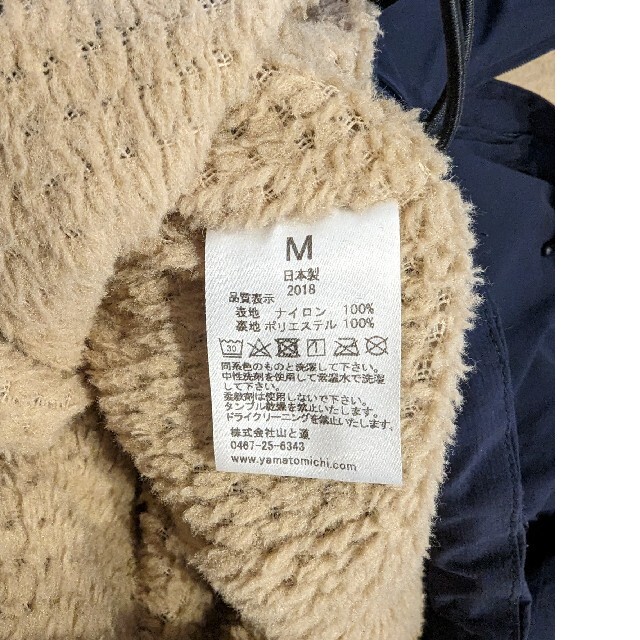 M
日本製
2018
品質表示
表地 ナイロン 100%
裏地 ポリエステル 100%
30
同系色のものと洗濯して下さい。
中性洗剤を使用して常温水で洗濯
して下さい。
柔軟剤は使用しないで下さい。
タンブル乾燥を禁止いたします。
ドライクリーニングを禁止いたします。
株式会社山と道
0467-25-6343
www.yamatomichi.com